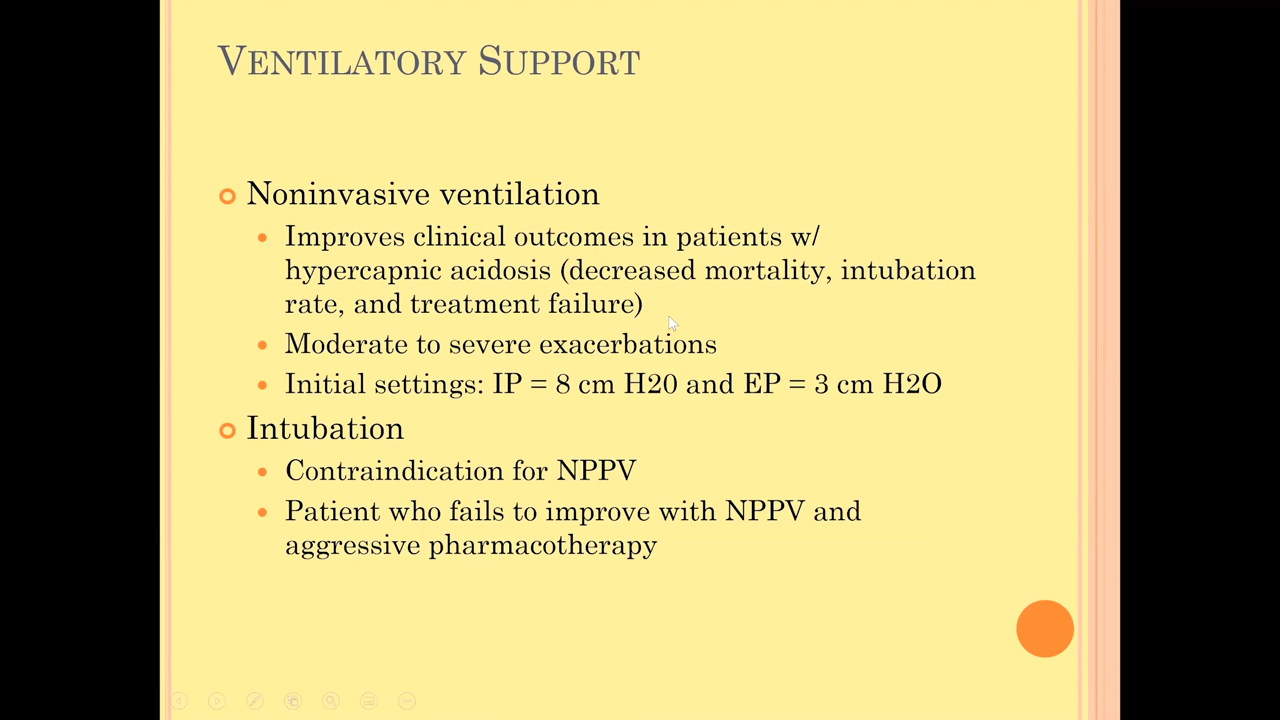 Ventilatory Support
Noninvasive ventilation
Improves clinical outcomes in patients w/
hypercapnic acidosis (decreased mortality, intubation
rate, and treatment failure)
Moderate to severe exacerbations
Initial settings: IP = 8 cm H20 and EP = 3 cm H2O
Intubation
Contraindication for NPPV
Patient who fails to improve with NPPV and
aggressive pharmacotherapy